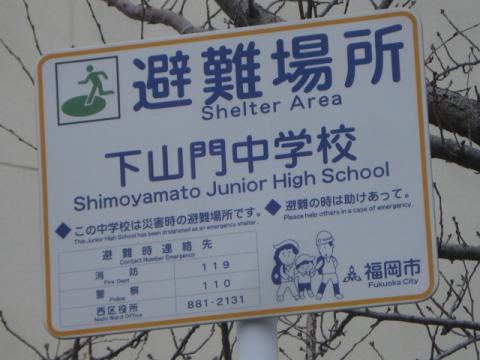 避難場所
Shelter Area
下山門中学校
Shimoyamato Junior High School
◆この中学校は災害時の避難場所です。
This Junior High School has been designated as an emergency shelter.
◆避難の時は助けあって。
Please help others in a case of emergency.
避難時連絡先
Contact Number Emergency
消防 119
Fire Dept
警察 110
Police
西区役所 881-2131
Nishi Ward Office
福岡市
Fukuoka City